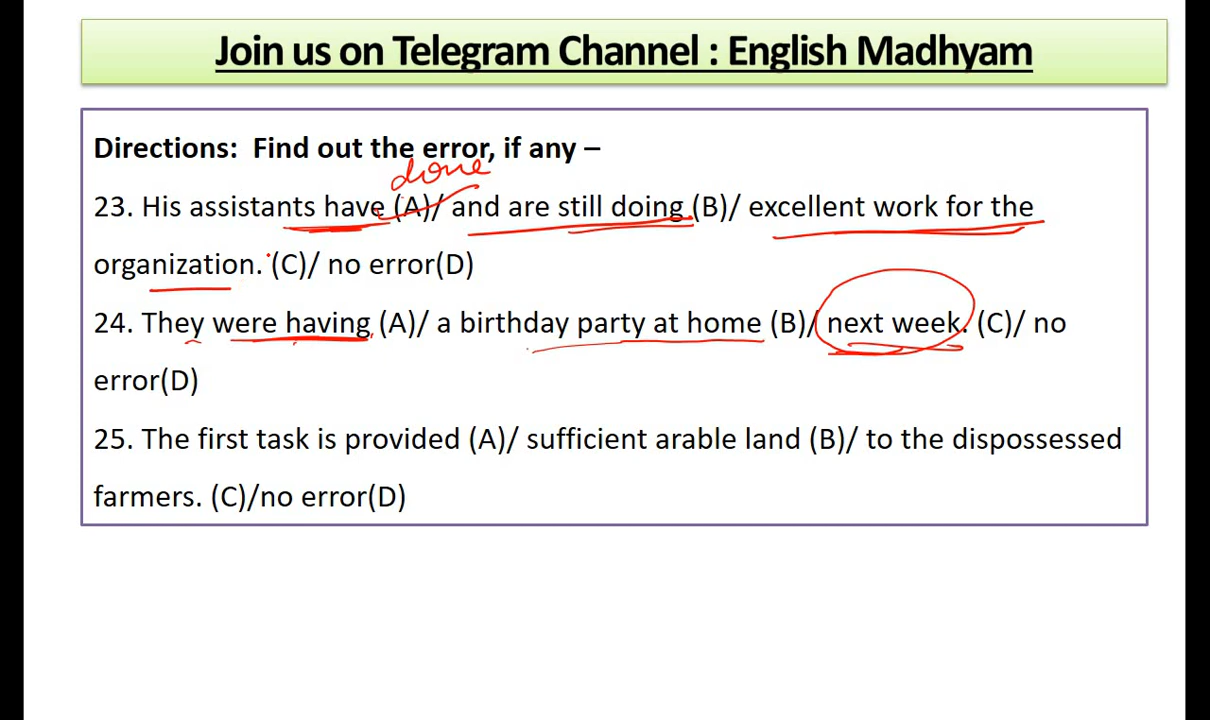 Join us on Telegram Channel : English Madhyam
Directions: Find out the error, if any –
done
23. His assistants have (A)/ and are still doing (B)/ excellent work for the
organization. (C)/ no error(D)
24. They were having (A)/ a birthday party at home (B)/ next week. (C)/ no
error(D)
25. The first task is provided (A)/ sufficient arable land (B)/ to the dispossessed
farmers. (C)/no error(D)